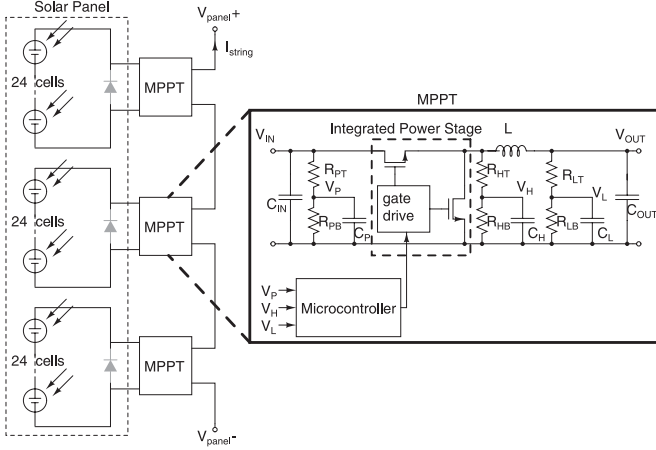 Solar Panel
24 cells
MPPT
V_panel+
I_string
24 cells
MPPT
24 cells
MPPT
V_panel-
MPPT
Integrated Power Stage
V_IN
C_IN
R_PT
V_P
R_PB
C_P
gate
drive
L
R_HT
V_H
R_HB
C_H
R_LT
V_L
R_LB
C_L
V_OUT
C_OUT
V_P
V_H
V_L
Microcontroller